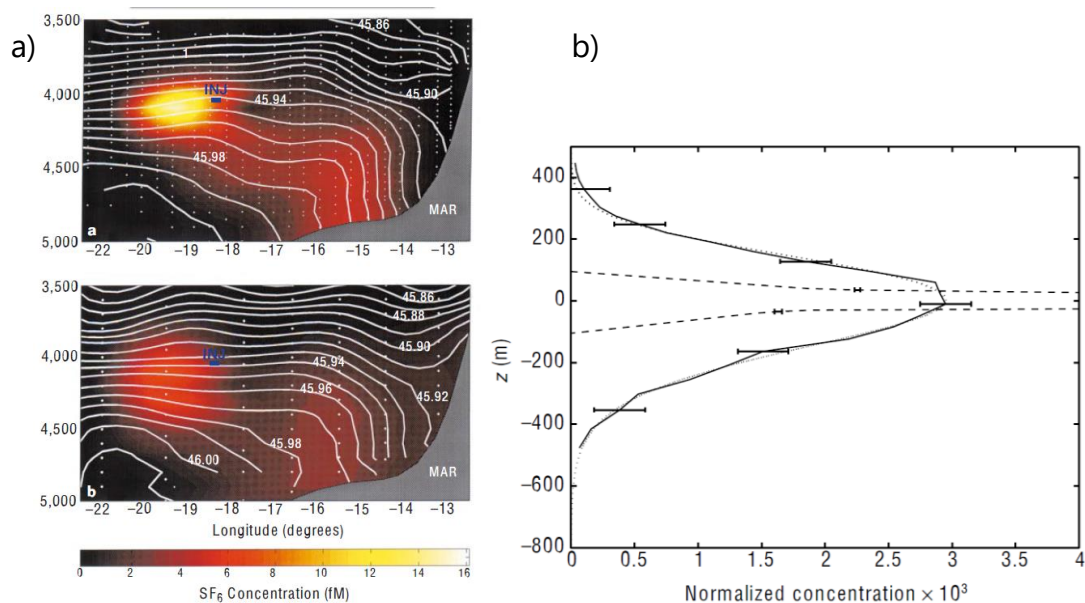 a)
3,500
4,000
4,500
5,000
1
45.86
INJ
45.94
45.90
45.98
MAR
a
−22 −21 −20 −19 −18 −17 −16 −15 −14 −13
3,500
4,000
4,500
5,000
45.86
45.88
45.90
INJ
45.94
45.96
45.92
45.98
46.00
MAR
b
−22 −21 −20 −19 −18 −17 −16 −15 −14 −13
Longitude (degrees)
0 2 4 6 8 10 12 14 16
SF₆ Concentration (fM)
b)
400
200
0
−200
−400
−600
−800
z (m)
0 0.5 1 1.5 2 2.5 3 3.5 4
Normalized concentration × 10³